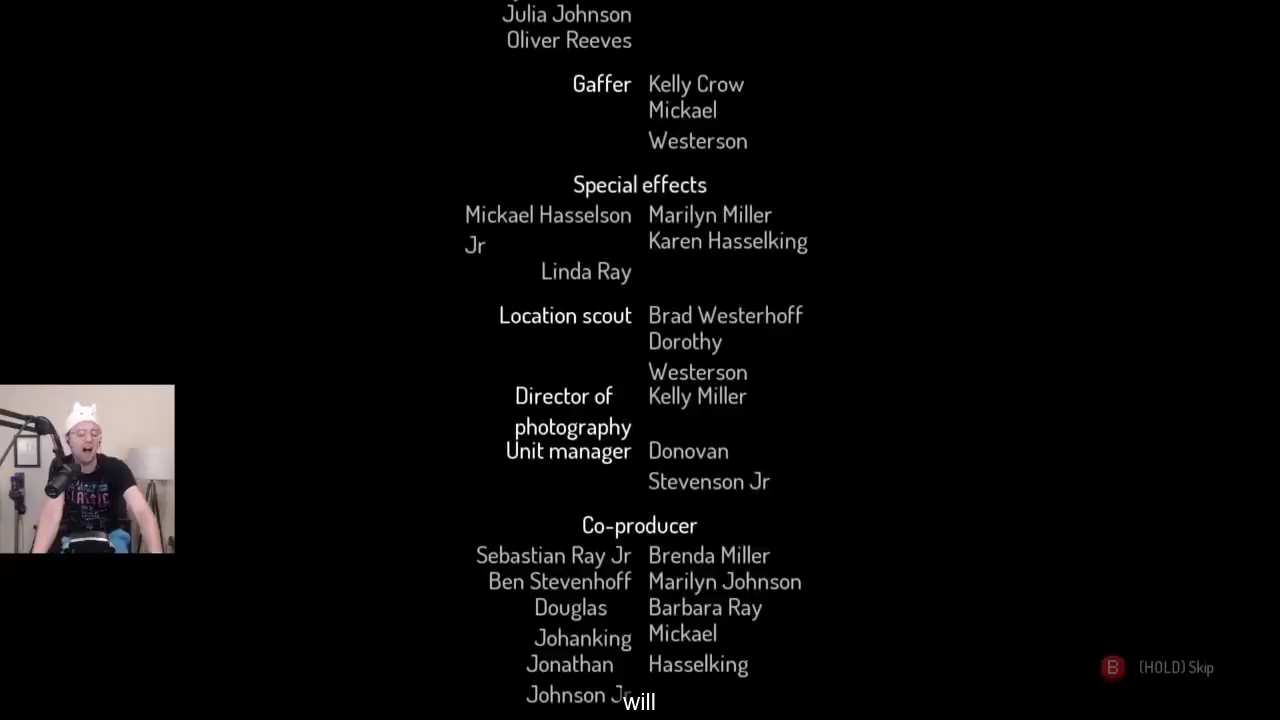 Julia Johnson
Oliver Reeves
Gaffer Kelly Crow
Mickael
Westerson
Special effects
Mickael Hasselson Marilyn Miller
Jr Karen Hasselking
Linda Ray
Location scout Brad Westerhoff
Dorothy
Westerson
Director of Kelly Miller
photography
Unit manager Donovan
Stevenson Jr
Co-producer
Sebastian Ray Jr Brenda Miller
Ben Stevenhoff Marilyn Johnson
Douglas Barbara Ray
Johanking Mickael
Jonathan Hasselking
Johnson Jr
will
B (HOLD) Skip
CLASSIC